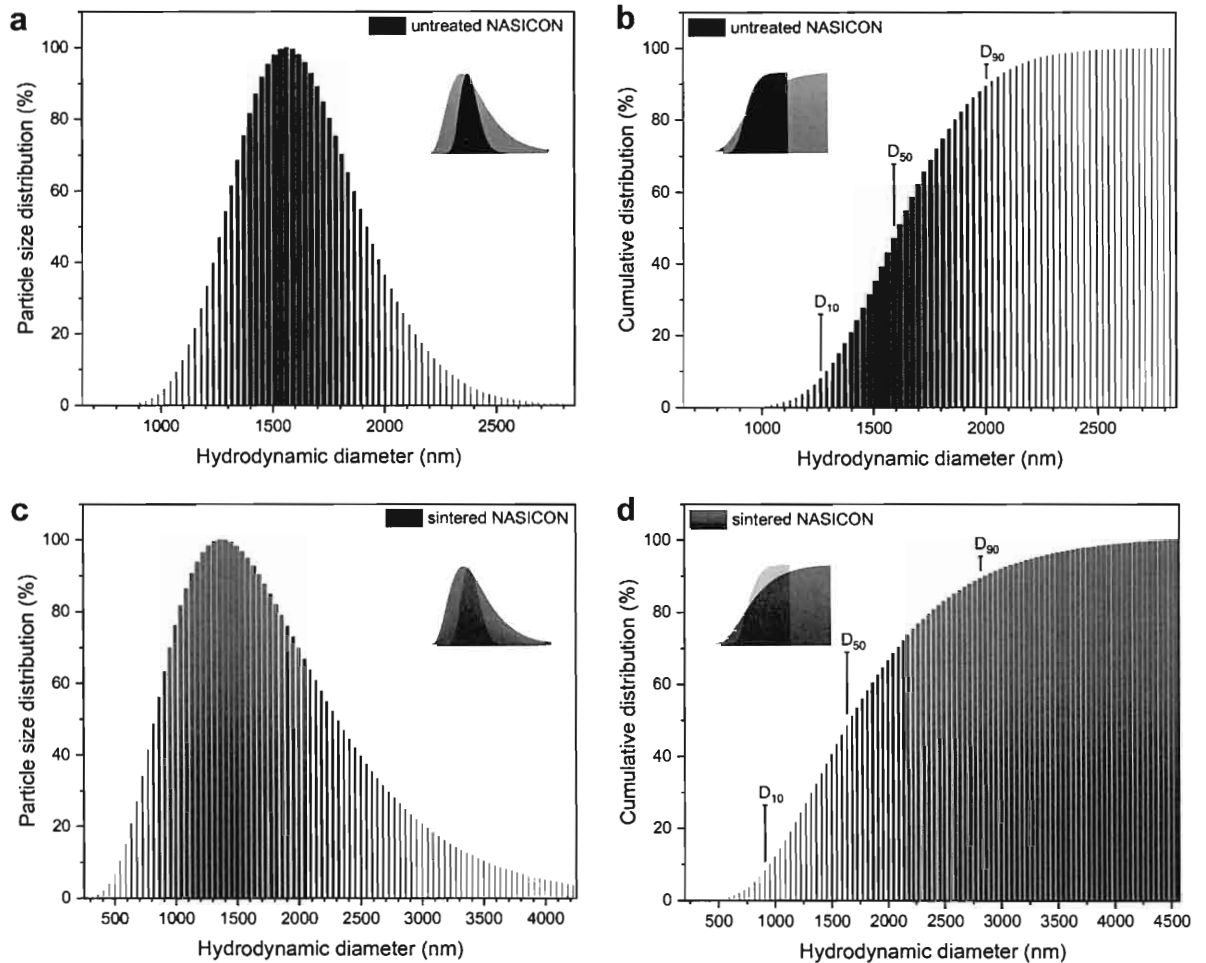 a
untreated NASICON
Particle size distribution (%)
100
80
60
40
20
0
1000 1500 2000 2500
Hydrodynamic diameter (nm)
b
untreated NASICON
Cumulative distribution (%)
100
80
60
40
20
0
D10
D50
D90
1000 1500 2000 2500
Hydrodynamic diameter (nm)
c
sintered NASICON
Particle size distribution (%)
100
80
60
40
20
0
500 1000 1500 2000 2500 3000 3500 4000
Hydrodynamic diameter (nm)
d
sintered NASICON
Cumulative distribution (%)
100
80
60
40
20
0
D10
D50
D90
500 1000 1500 2000 2500 3000 3500 4000 4500
Hydrodynamic diameter (nm)